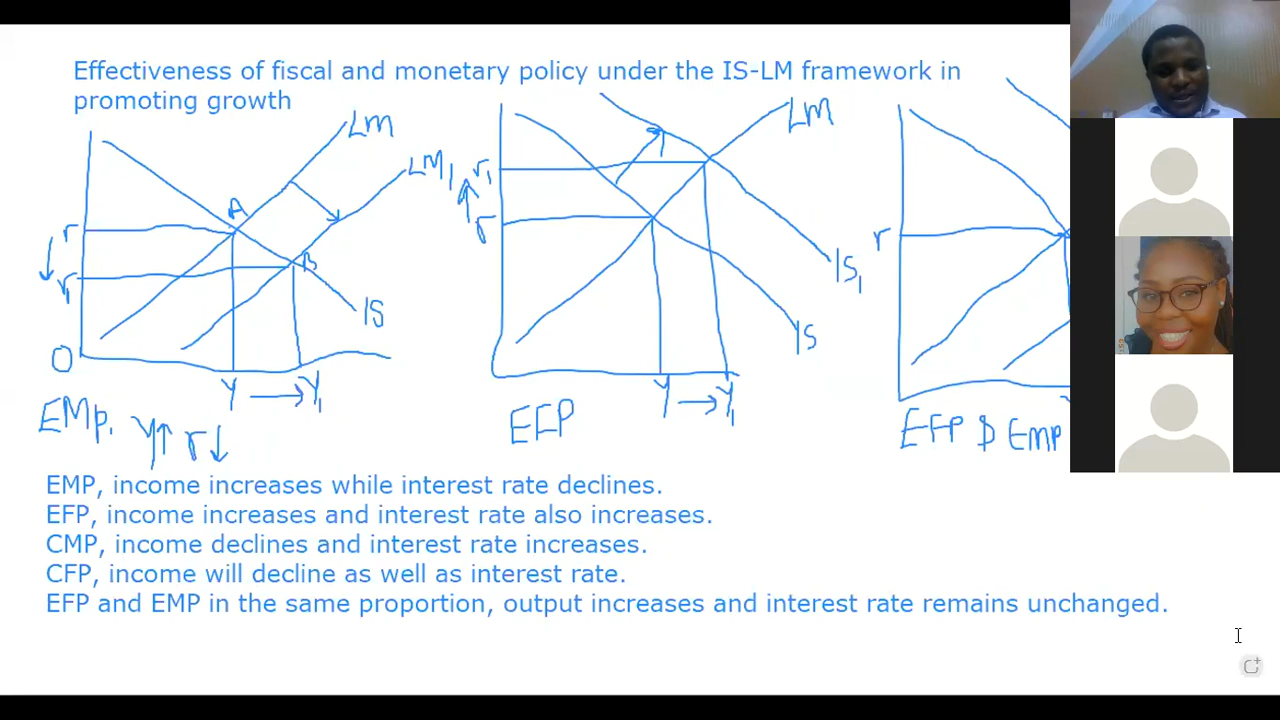 Effectiveness of fiscal and monetary policy under the IS-LM framework in
promoting growth
LM
LM1
A
r
B
r1
IS
O
Y
Y1
EMP.
Y↑ r↓
LM
r1
r
IS1
IS
Y
Y1
EFP
r
EFP & EMP
EMP, income increases while interest rate declines.
EFP, income increases and interest rate also increases.
CMP, income declines and interest rate increases.
CFP, income will decline as well as interest rate.
EFP and EMP in the same proportion, output increases and interest rate remains unchanged.